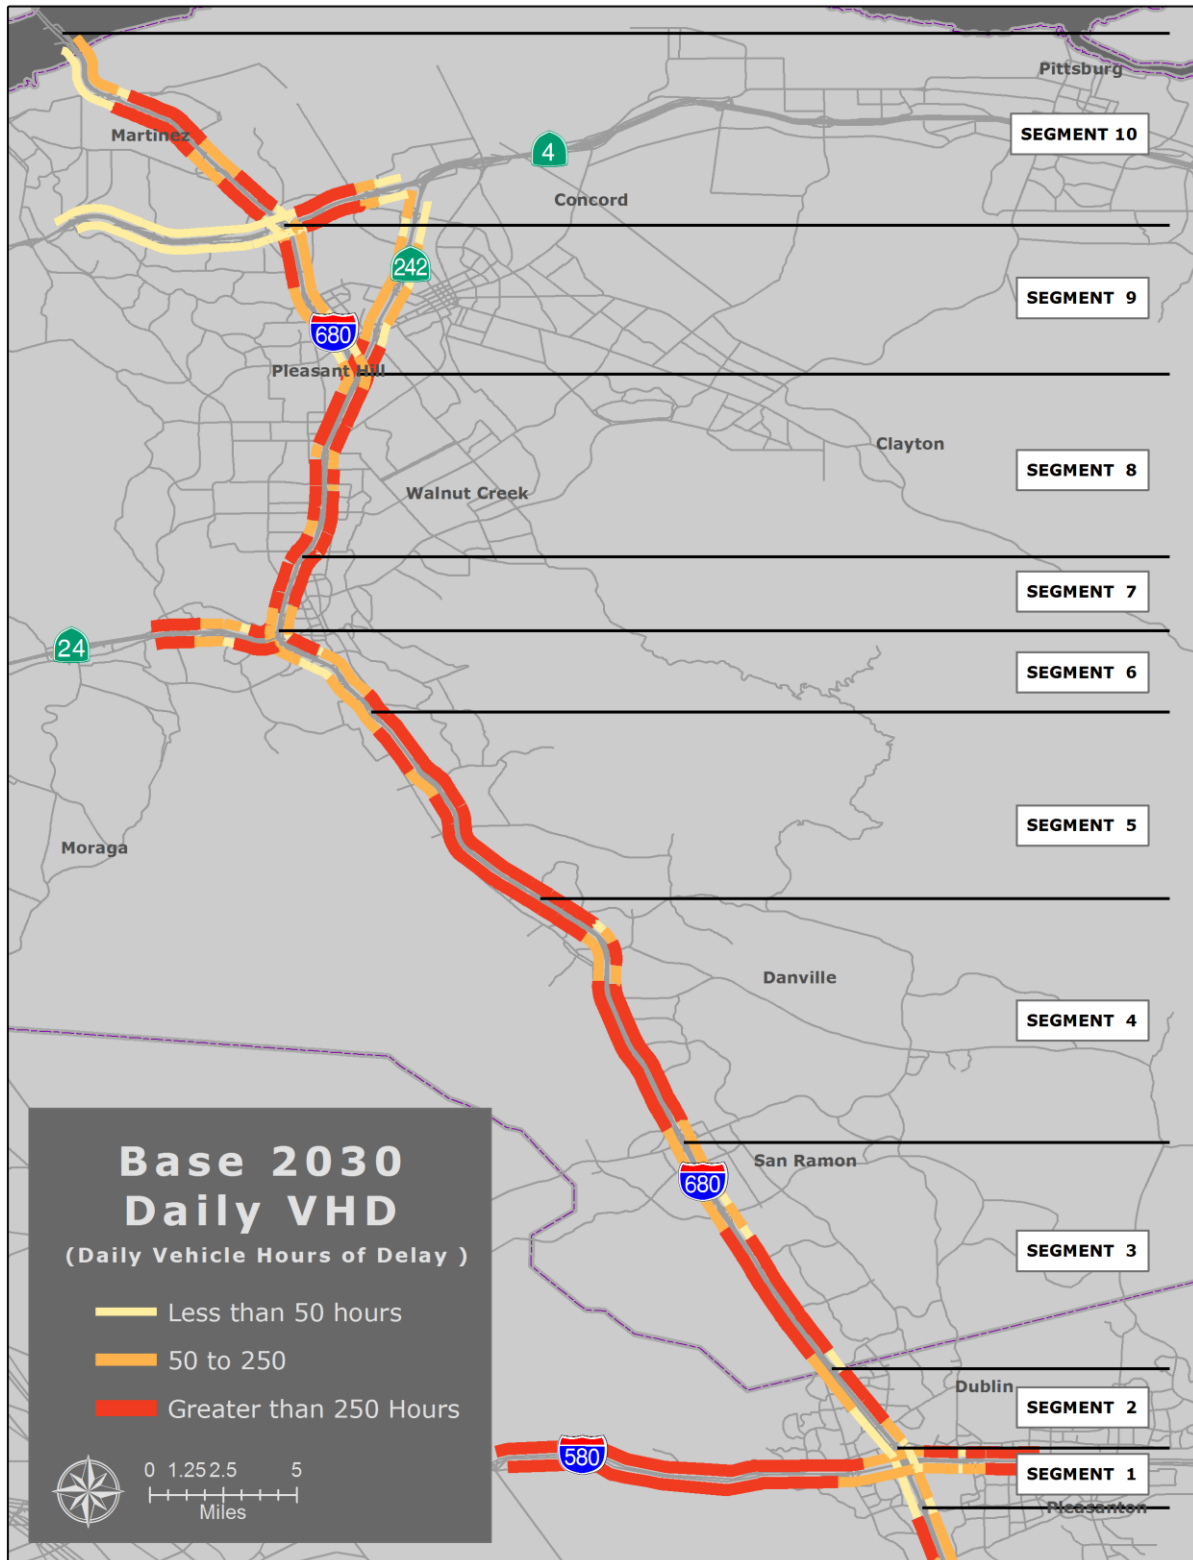 Pittsburg
Martinez
4
SEGMENT 10
Concord
242
SEGMENT 9
680
Pleasant Hill
Clayton
SEGMENT 8
Walnut Creek
SEGMENT 7
24
SEGMENT 6
SEGMENT 5
Moraga
Danville
SEGMENT 4
San Ramon
680
SEGMENT 3
Dublin
SEGMENT 2
580
SEGMENT 1
Pleasanton
Base 2030
Daily VHD
(Daily Vehicle Hours of Delay )
Less than 50 hours
50 to 250
Greater than 250 Hours
0 1.25 2.5 5
Miles